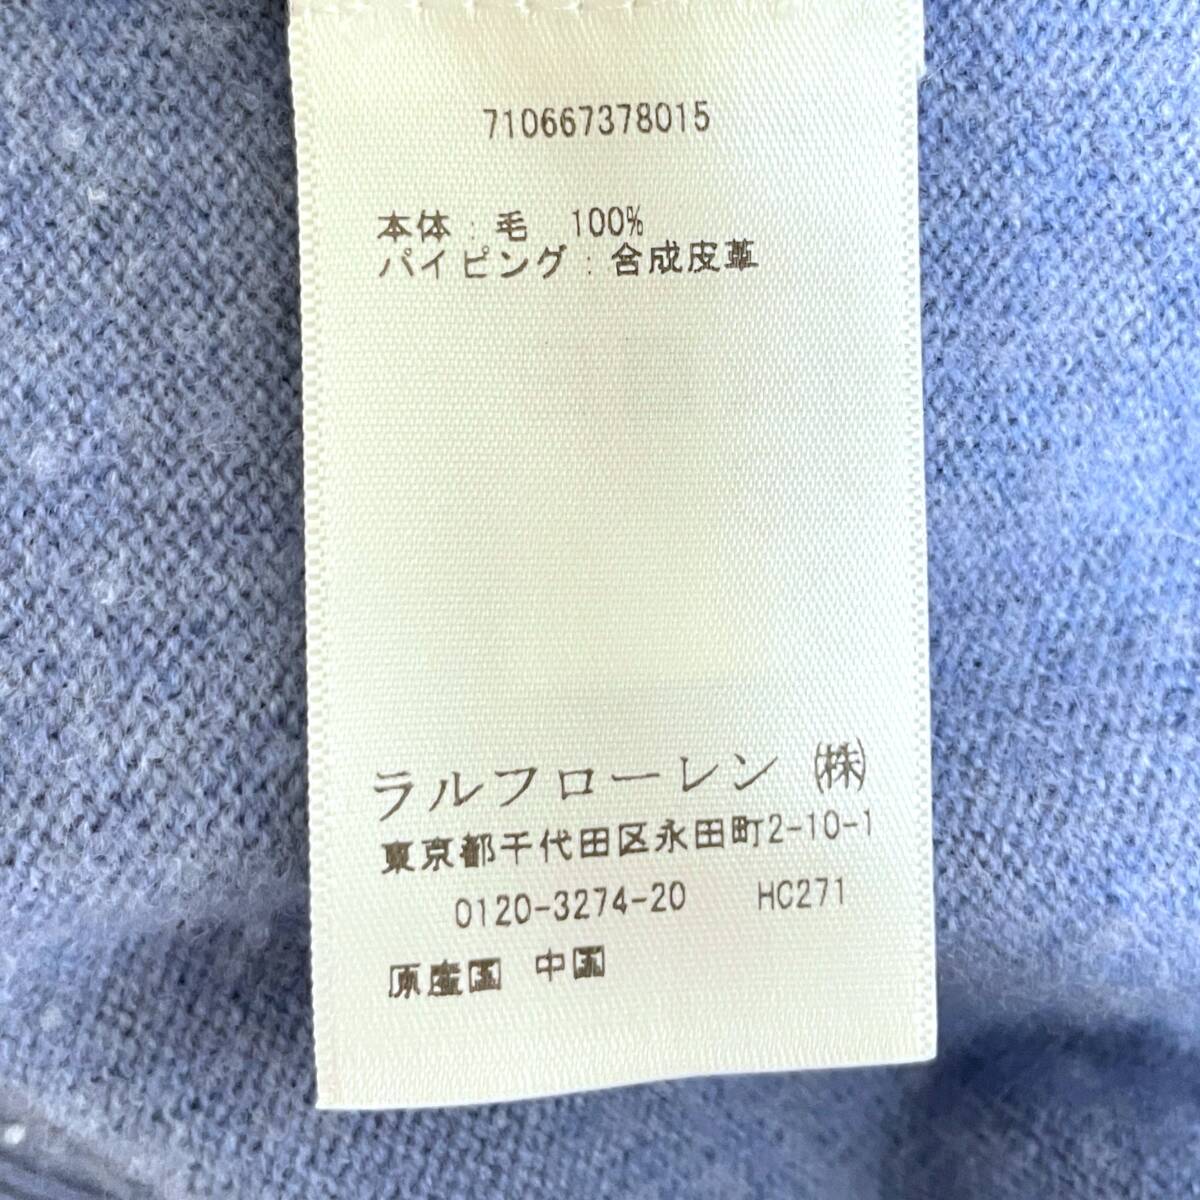 710667378015
本体：毛　100%
パイピング：合成皮革
ラルフローレン ㈱
東京都千代田区永田町2-10-1
0120-3274-20　HC271
原産国　中国